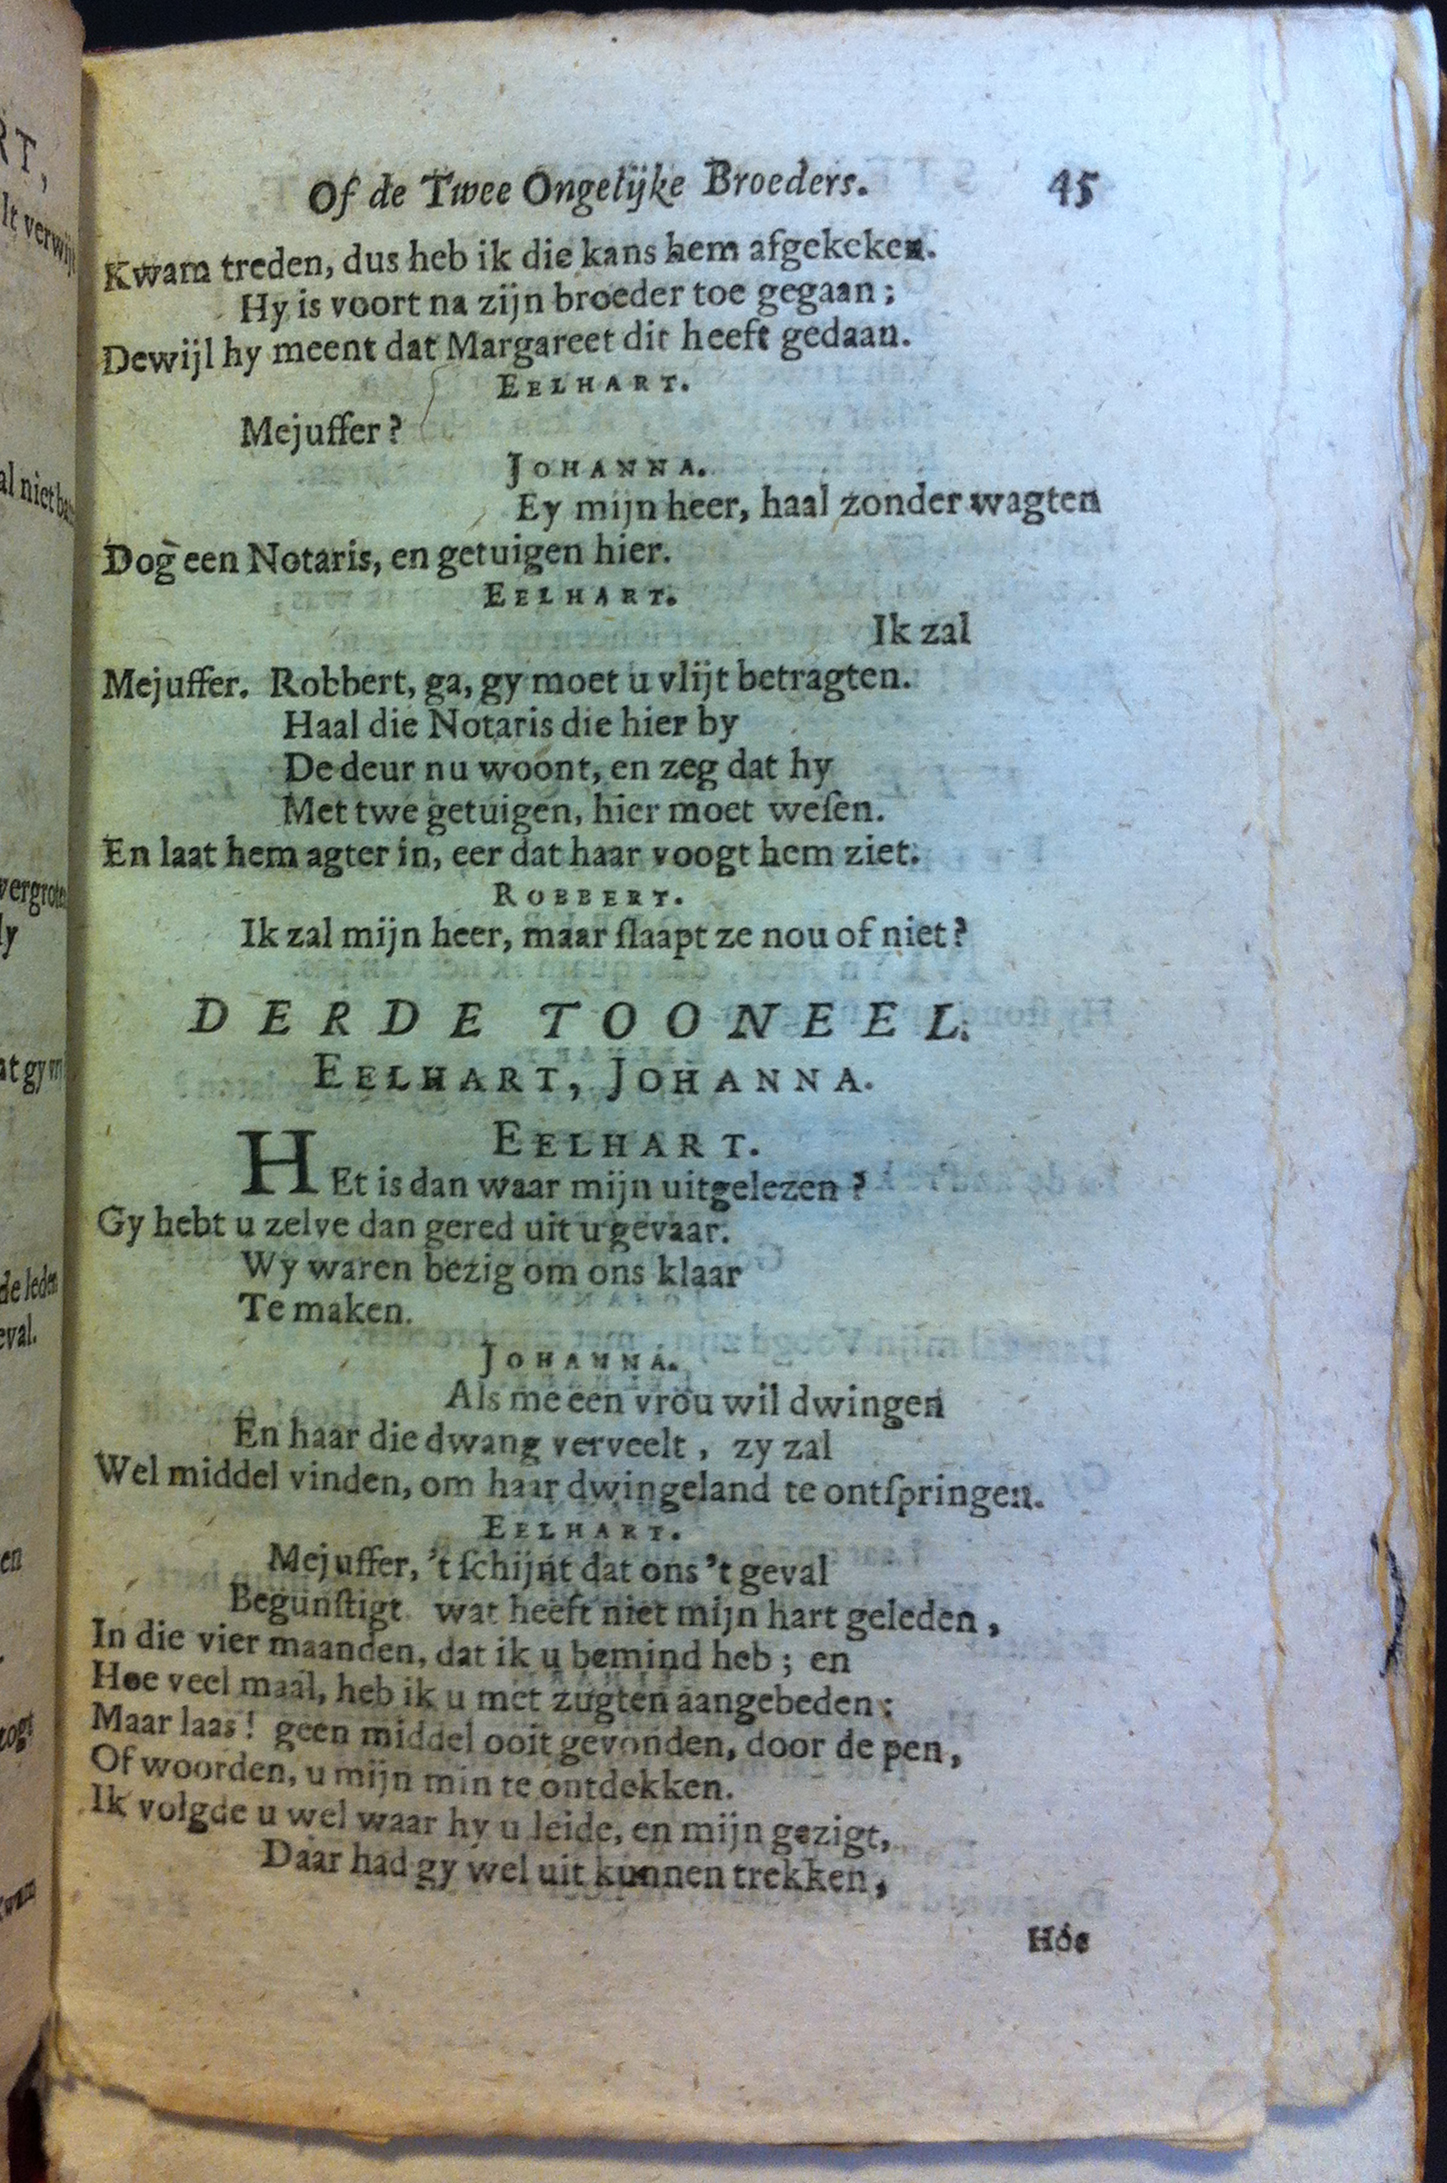 Of de Twee Ongelijke Broeders. 45
Kwam treden, dus heb ik die kans hem afgekeken.
Hy is voort na zijn broeder toe gegaan;
Dewijl hy meent dat Margareet dit heeft gedaan.
EELHART.
Mejuffer?
JOHANNA.
Ey mijn heer, haal zonder wagten
Dog een Notaris, en getuigen hier.
EELHART.
Ik zal
Mejuffer. Robbert, ga, gy moet u vlijt betragten.
Haal die Notaris die hier by
De deur nu woont, en zeg dat hy
Met twe getuigen, hier moet weſen.
En laat hem agter in, eer dat haar voogt hem ziet.
ROBBERT.
Ik zal mijn heer, maar ſlaapt ze nou of niet?
DERDE TOONEEL.
EELHART, JOHANNA.
EELHART.
HEt is dan waar mijn uitgelezen?
Gy hebt u zelve dan gered uit u gevaar.
Wy waren bezig om ons klaar
Te maken.
JOHANNA.
Als me een vrou wil dwingen
En haar die dwang verveelt, zy zal
Wel middel vinden, om haar dwingeland te ontſpringen.
EELHART.
Mejuffer, 't ſchijnt dat ons 't geval
Begunſtigt wat heeft niet mijn hart geleden,
In die vier maanden, dat ik u bemind heb; en
Hoe veel maal, heb ik u met zugten aangebeden:
Maar laas! geen middel ooit gevonden, door de pen,
Of woorden, u mijn min te ontdekken.
Ik volgde u wel waar hy u leide, en mijn gezigt,
Daar had gy wel uit kunnen trekken,
Hoe